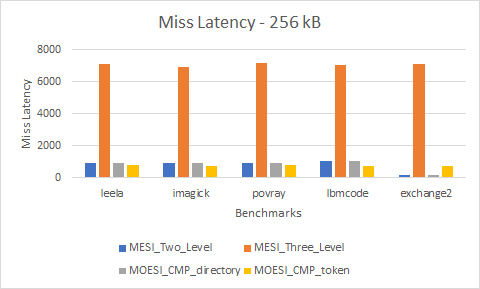 Miss Latency - 256 kB
8000
6000
4000
2000
0
Miss Latency
leela imagick povray lbmcode exchange2
Benchmarks
MESI_Two_Level MESI_Three_Level
MOESI_CMP_directory MOESI_CMP_token